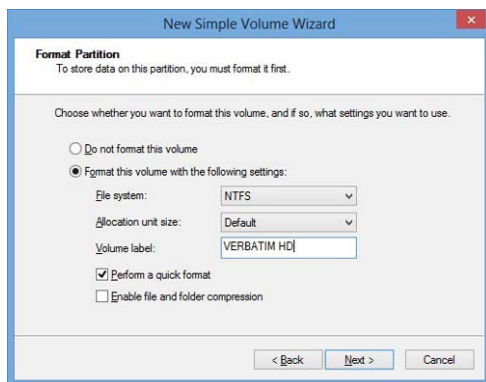 New Simple Volume Wizard
Format Partition
To store data on this partition, you must format it first.
Choose whether you want to format this volume, and if so, what settings you want to use.
Do not format this volume
Format this volume with the following settings:
File system: NTFS
Allocation unit size: Default
Volume label: VERBATIM HD
Perform a quick format
Enable file and folder compression
< Back Next > Cancel